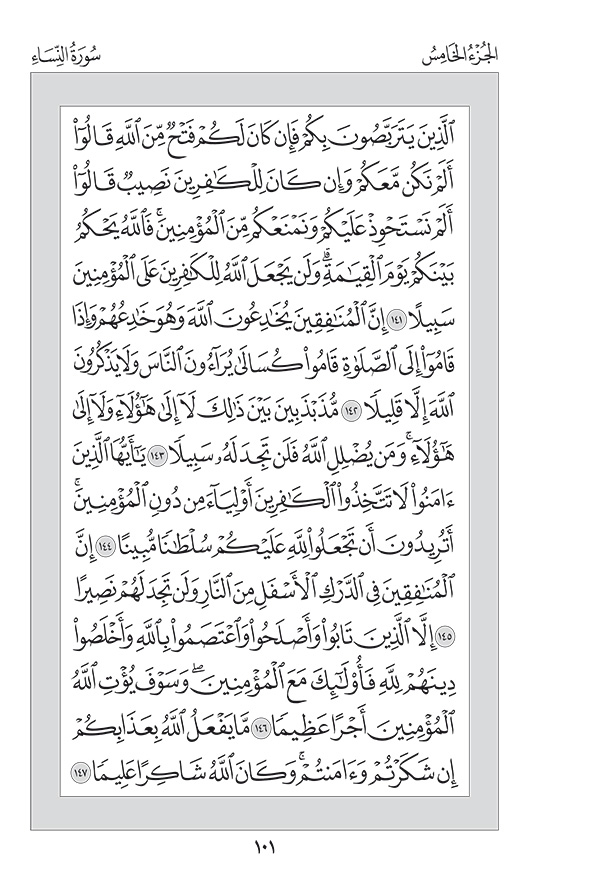 الجُزْءُ الخَامِسُ
سُورَةُ النِّسَاءِ
ٱلَّذِينَ يَتَرَبَّصُونَ بِكُمْ فَإِن كَانَ لَكُمْ فَتْحٌ مِّنَ ٱللَّهِ قَالُوٓا۟
أَلَمْ نَكُن مَّعَكُمْ وَإِن كَانَ لِلْكَـٰفِرِينَ نَصِيبٌ قَالُوٓا۟
أَلَمْ نَسْتَحْوِذْ عَلَيْكُمْ وَنَمْنَعْكُم مِّنَ ٱلْمُؤْمِنِينَ ۚ فَٱللَّهُ يَحْكُمُ
بَيْنَكُمْ يَوْمَ ٱلْقِيَـٰمَةِ ۗ وَلَن يَجْعَلَ ٱللَّهُ لِلْكَـٰفِرِينَ عَلَى ٱلْمُؤْمِنِينَ
سَبِيلًا ١٤١ إِنَّ ٱلْمُنَـٰفِقِينَ يُخَـٰدِعُونَ ٱللَّهَ وَهُوَ خَـٰدِعُهُمْ وَإِذَا
قَامُوٓا۟ إِلَى ٱلصَّلَوٰةِ قَامُوا۟ كُسَالَىٰ يُرَآءُونَ ٱلنَّاسَ وَلَا يَذْكُرُونَ
ٱللَّهَ إِلَّا قَلِيلًا ١٤٢ مُّذَبْذَبِينَ بَيْنَ ذَٰلِكَ لَآ إِلَىٰ هَـٰٓؤُلَآءِ وَلَآ إِلَىٰ
هَـٰٓؤُلَآءِ ۚ وَمَن يُضْلِلِ ٱللَّهُ فَلَن تَجِدَ لَهُۥ سَبِيلًا ١٤٣ يَـٰٓأَيُّهَا ٱلَّذِينَ
ءَامَنُوا۟ لَا تَتَّخِذُوا۟ ٱلْكَـٰفِرِينَ أَوْلِيَآءَ مِن دُونِ ٱلْمُؤْمِنِينَ ۚ
أَتُرِيدُونَ أَن تَجْعَلُوا۟ لِلَّهِ عَلَيْكُمْ سُلْطَـٰنًا مُّبِينًا ١٤٤ إِنَّ
ٱلْمُنَـٰفِقِينَ فِى ٱلدَّرْكِ ٱلْأَسْفَلِ مِنَ ٱلنَّارِ وَلَن تَجِدَ لَهُمْ نَصِيرًا
١٤٥ إِلَّا ٱلَّذِينَ تَابُوا۟ وَأَصْلَحُوا۟ وَٱعْتَصَمُوا۟ بِٱللَّهِ وَأَخْلَصُوا۟
دِينَهُمْ لِلَّهِ فَأُو۟لَـٰٓئِكَ مَعَ ٱلْمُؤْمِنِينَ ۖ وَسَوْفَ يُؤْتِ ٱللَّهُ
ٱلْمُؤْمِنِينَ أَجْرًا عَظِيمًا ١٤٦ مَّا يَفْعَلُ ٱللَّهُ بِعَذَابِكُمْ
إِن شَكَرْتُمْ وَءَامَنتُمْ ۚ وَكَانَ ٱللَّهُ شَاكِرًا عَلِيمًا ١٤٧
١٠١